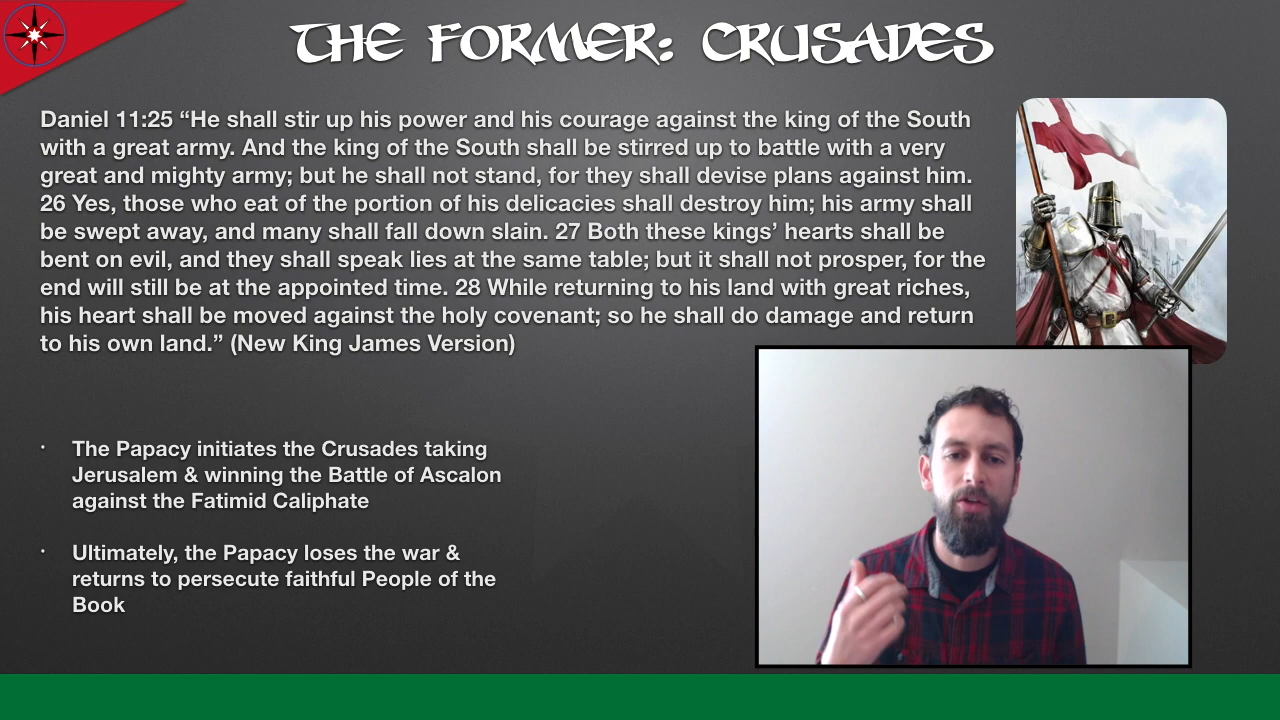 THE FORMER: CRUSADES
Daniel 11:25 “He shall stir up his power and his courage against the king of the South
with a great army. And the king of the South shall be stirred up to battle with a very
great and mighty army; but he shall not stand, for they shall devise plans against him.
26 Yes, those who eat of the portion of his delicacies shall destroy him; his army shall
be swept away, and many shall fall down slain. 27 Both these kings’ hearts shall be
bent on evil, and they shall speak lies at the same table; but it shall not prosper, for the
end will still be at the appointed time. 28 While returning to his land with great riches,
his heart shall be moved against the holy covenant; so he shall do damage and return
to his own land.” (New King James Version)
· The Papacy initiates the Crusades taking
Jerusalem & winning the Battle of Ascalon
against the Fatimid Caliphate
· Ultimately, the Papacy loses the war &
returns to persecute faithful People of the
Book